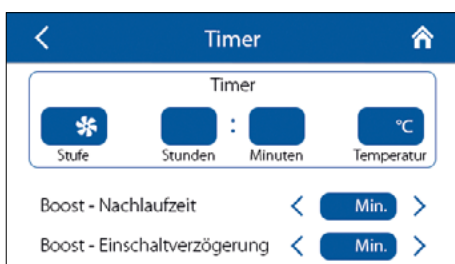 Timer
Timer
: °C
Stufe Stunden Minuten Temperatur
Boost - Nachlaufzeit < Min. >
Boost - Einschaltverzögerung < Min. >